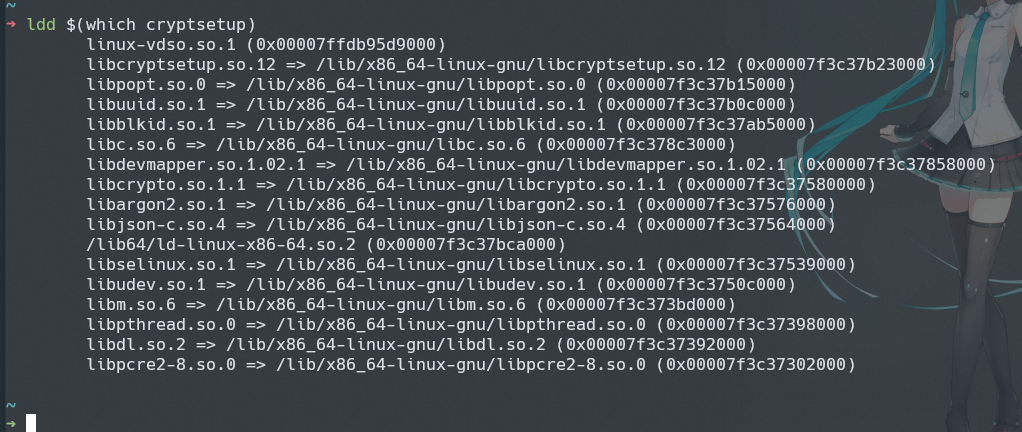 ~
➜ ldd $(which cryptsetup)
linux-vdso.so.1 (0x00007ffdb95d9000)
libcryptsetup.so.12 => /lib/x86_64-linux-gnu/libcryptsetup.so.12 (0x00007f3c37b23000)
libpopt.so.0 => /lib/x86_64-linux-gnu/libpopt.so.0 (0x00007f3c37b15000)
libuuid.so.1 => /lib/x86_64-linux-gnu/libuuid.so.1 (0x00007f3c37b0c000)
libblkid.so.1 => /lib/x86_64-linux-gnu/libblkid.so.1 (0x00007f3c37ab5000)
libc.so.6 => /lib/x86_64-linux-gnu/libc.so.6 (0x00007f3c378c3000)
libdevmapper.so.1.02.1 => /lib/x86_64-linux-gnu/libdevmapper.so.1.02.1 (0x00007f3c37858000)
libcrypto.so.1.1 => /lib/x86_64-linux-gnu/libcrypto.so.1.1 (0x00007f3c37580000)
libargon2.so.1 => /lib/x86_64-linux-gnu/libargon2.so.1 (0x00007f3c37576000)
libjson-c.so.4 => /lib/x86_64-linux-gnu/libjson-c.so.4 (0x00007f3c37564000)
/lib64/ld-linux-x86-64.so.2 (0x00007f3c37bca000)
libselinux.so.1 => /lib/x86_64-linux-gnu/libselinux.so.1 (0x00007f3c37539000)
libudev.so.1 => /lib/x86_64-linux-gnu/libudev.so.1 (0x00007f3c3750c000)
libm.so.6 => /lib/x86_64-linux-gnu/libm.so.6 (0x00007f3c373bd000)
libpthread.so.0 => /lib/x86_64-linux-gnu/libpthread.so.0 (0x00007f3c37398000)
libdl.so.2 => /lib/x86_64-linux-gnu/libdl.so.2 (0x00007f3c37392000)
libpcre2-8.so.0 => /lib/x86_64-linux-gnu/libpcre2-8.so.0 (0x00007f3c37302000)
~
➜